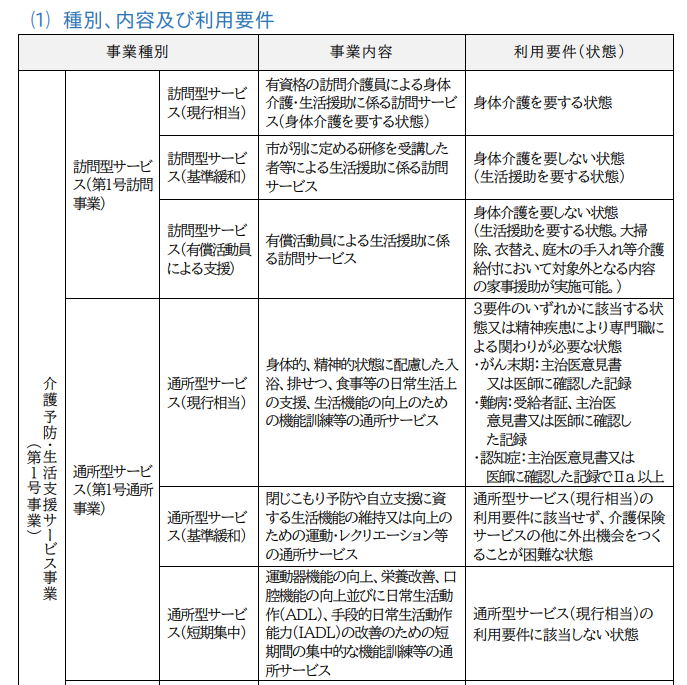 (1) 種別、内容及び利用要件
事業種別
事業内容
利用要件(状態)
介護予防・生活支援サービス事業
(第1号事業)
訪問型サービ
ス(第1号訪問
事業)
訪問型サービ
ス(現行相当)
有資格の訪問介護員による身体
介護・生活援助に係る訪問サービ
ス(身体介護を要する状態)
身体介護を要する状態
訪問型サービ
ス(基準緩和)
市が別に定める研修を受講した
者等による生活援助に係る訪問
サービス
身体介護を要しない状態
(生活援助を要する状態)
訪問型サービ
ス(有償活動員
による支援)
有償活動員による生活援助に係
る訪問サービス
身体介護を要しない状態
(生活援助を要する状態。大掃
除、衣替え、庭木の手入れ等介護
給付において対象外となる内容
の家事援助が実施可能。)
通所型サービ
ス(第1号通所
事業)
通所型サービ
ス(現行相当)
身体的、精神的状態に配慮した入
浴、排せつ、食事等の日常生活上
の支援、生活機能の向上のため
の機能訓練等の通所サービス
3要件のいずれかに該当する状
態又は精神疾患により専門職に
よる関わりが必要な状態
・がん末期:主治医意見書
又は医師に確認した記録
・難病:受給者証、主治医
意見書又は医師に確認し
た記録
・認知症:主治医意見書又は
医師に確認した記録でⅡa以上
通所型サービ
ス(基準緩和)
閉じこもり予防や自立支援に資
する生活機能の維持又は向上の
ための運動・レクリエーション等
の通所サービス
通所型サービス(現行相当)の
利用要件に該当せず、介護保険
サービスの他に外出機会をつく
ることが困難な状態
通所型サービ
ス(短期集中)
運動器機能の向上、栄養改善、口
腔機能の向上並びに日常生活動
作(ADL)、手段的日常生活動作
能力(IADL)の改善のための短
期間の集中的な機能訓練等の通
所サービス
通所型サービス(現行相当)の
利用要件に該当しない状態